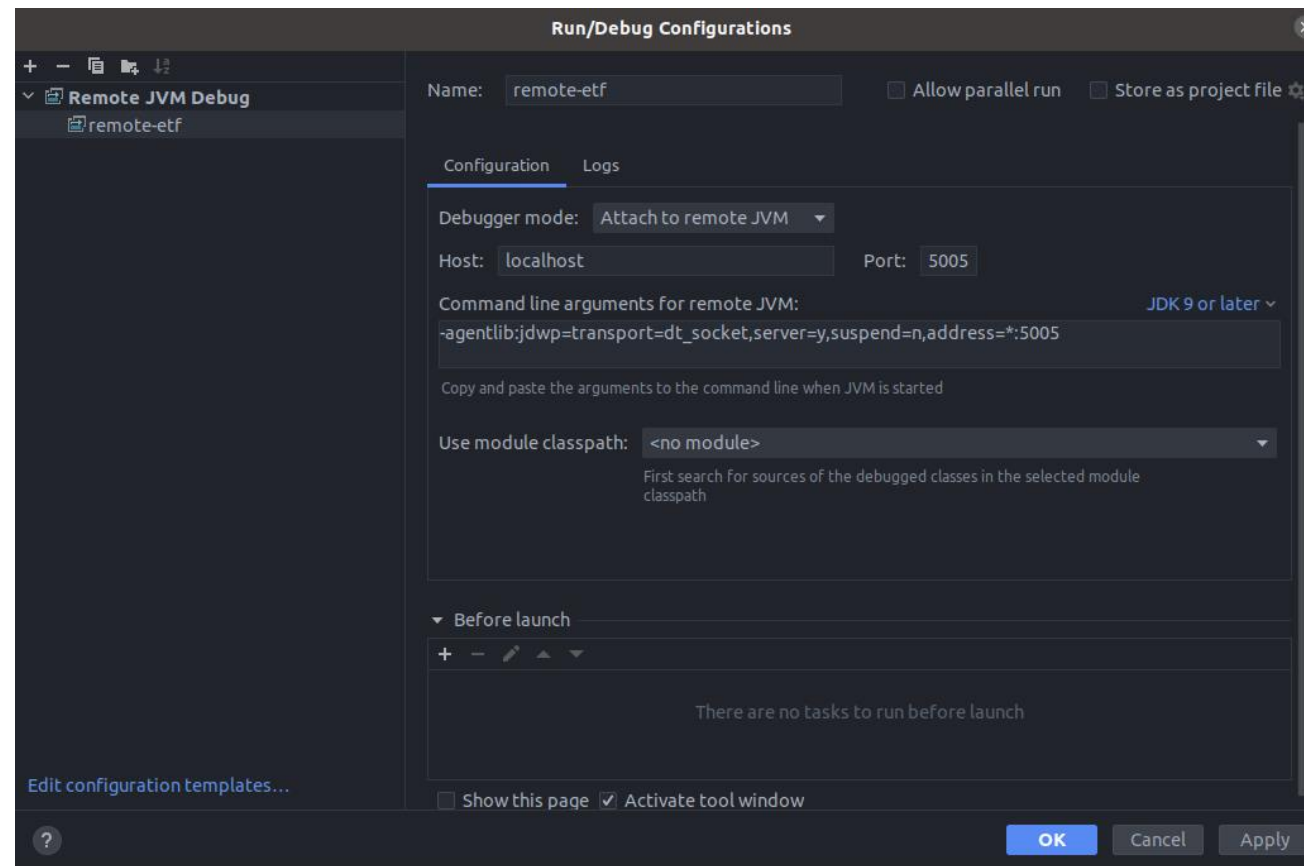 Run/Debug Configurations
Remote JVM Debug
remote-etf
Name: remote-etf Allow parallel run Store as project file
Configuration Logs
Debugger mode: Attach to remote JVM
Host: localhost Port: 5005
Command line arguments for remote JVM: JDK 9 or later
-agentlib:jdwp=transport=dt_socket,server=y,suspend=n,address=*:5005
Copy and paste the arguments to the command line when JVM is started
Use module classpath: <no module>
First search for sources of the debugged classes in the selected module
classpath
Before launch
There are no tasks to run before launch
Edit configuration templates...
Show this page Activate tool window
? OK Cancel Apply